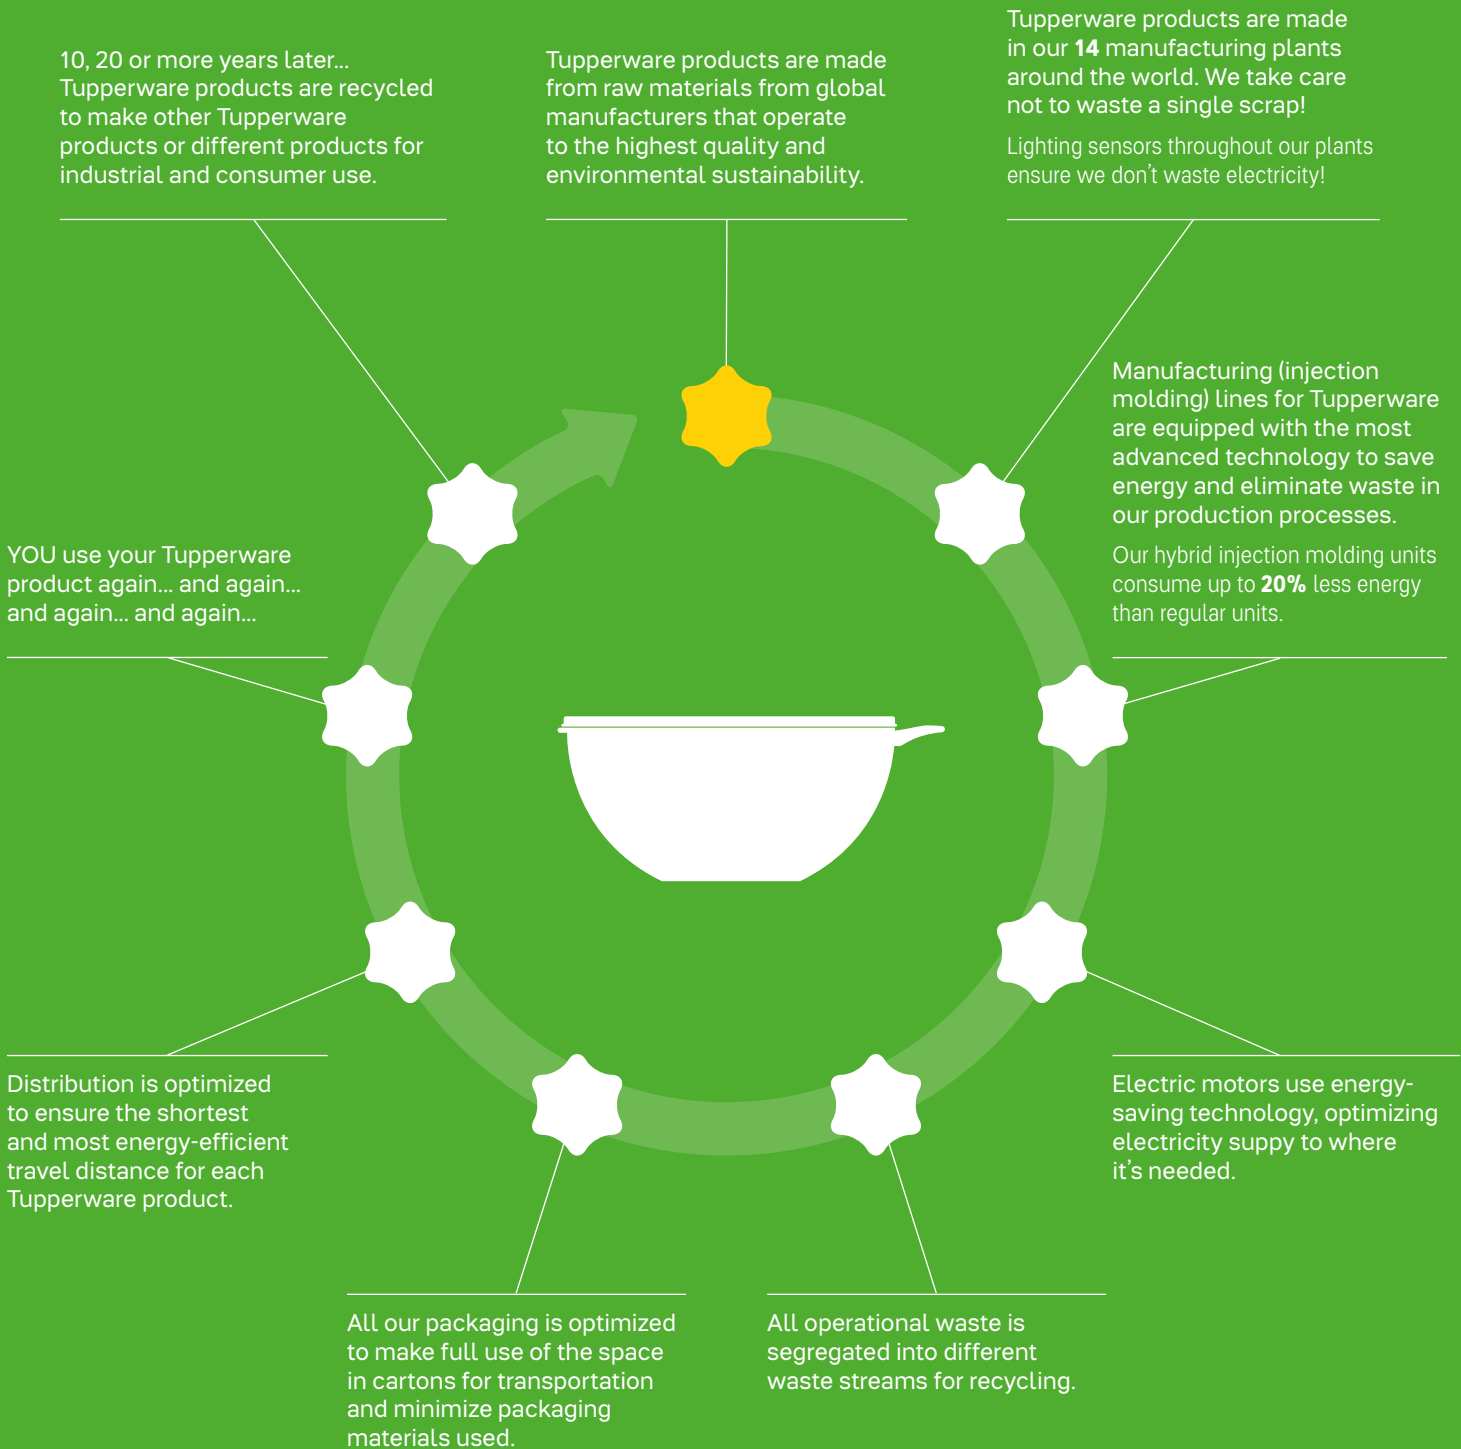 10, 20 or more years later...
Tupperware products are recycled
to make other Tupperware
products or different products for
industrial and consumer use.
Tupperware products are made
from raw materials from global
manufacturers that operate
to the highest quality and
environmental sustainability.
Tupperware products are made
in our 14 manufacturing plants
around the world. We take care
not to waste a single scrap!
Lighting sensors throughout our plants
ensure we don't waste electricity!
Manufacturing (injection
molding) lines for Tupperware
are equipped with the most
advanced technology to save
energy and eliminate waste in
our production processes.
Our hybrid injection molding units
consume up to 20% less energy
than regular units.
YOU use your Tupperware
product again... and again...
and again... and again...
Distribution is optimized
to ensure the shortest
and most energy-efficient
travel distance for each
Tupperware product.
Electric motors use energy-
saving technology, optimizing
electricity suppy to where
it's needed.
All our packaging is optimized
to make full use of the space
in cartons for transportation
and minimize packaging
materials used.
All operational waste is
segregated into different
waste streams for recycling.